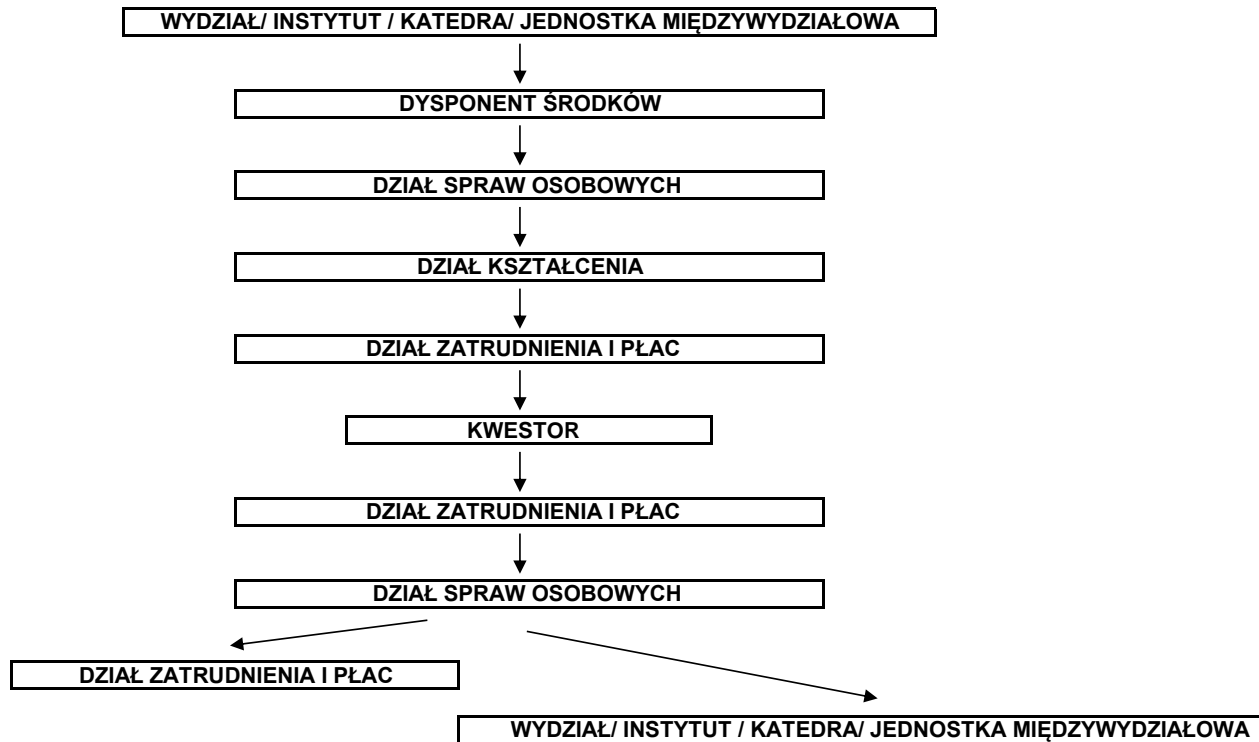 WYDZIAŁ/ INSTYTUT / KATEDRA/ JEDNOSTKA MIĘDZYWYDZIAŁOWA
DYSPONENT ŚRODKÓW
DZIAŁ SPRAW OSOBOWYCH
DZIAŁ KSZTAŁCENIA
DZIAŁ ZATRUDNIENIA I PŁAC
KWESTOR
DZIAŁ ZATRUDNIENIA I PŁAC
DZIAŁ SPRAW OSOBOWYCH
DZIAŁ ZATRUDNIENIA I PŁAC
WYDZIAŁ/ INSTYTUT / KATEDRA/ JEDNOSTKA MIĘDZYWYDZIAŁOWA